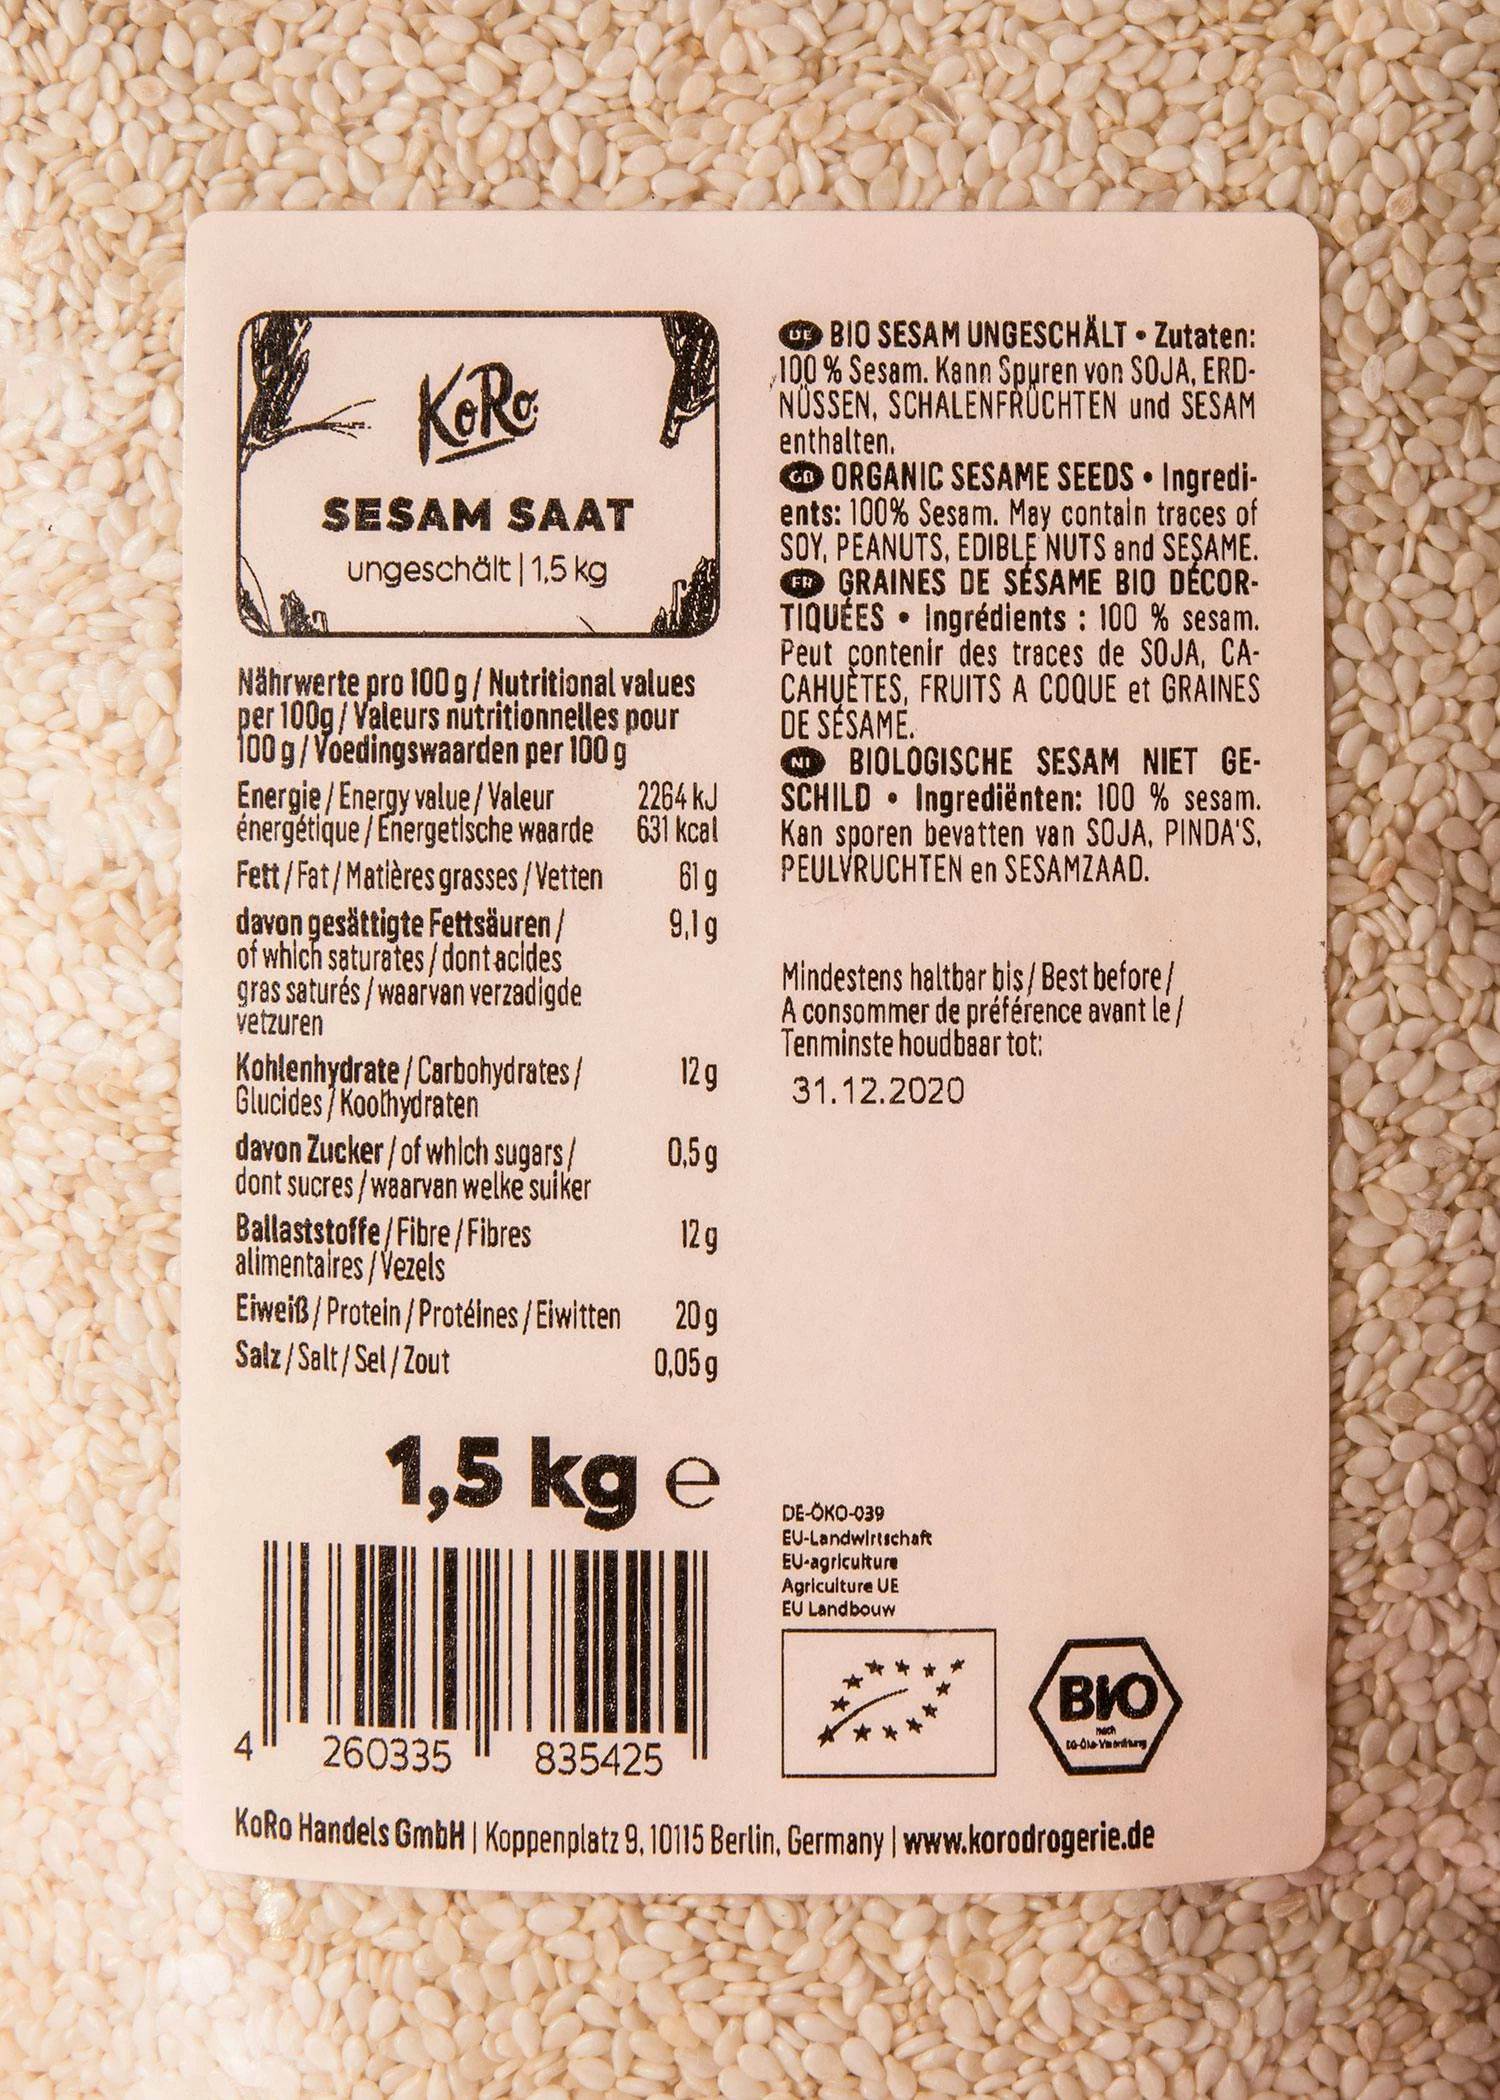 KoRo
SESAM SAAT
ungeschält | 1,5 kg
Nährwerte pro 100 g / Nutritional values
per 100g / Valeurs nutritionnelles pour
100 g / Voedingswaarden per 100 g
Energie / Energy value / Valeur 2264 kJ
énergétique / Energetische waarde 631 kcal
Fett / Fat / Matières grasses / Vetten 61 g
davon gesättigte Fettsäuren / 9,1 g
of which saturates / dont acides
gras saturés / waarvan verzadigde
vetzuren
Kohlenhydrate / Carbohydrates / 12 g
Glucides / Koolhydraten
davon Zucker / of which sugars / 0,5 g
dont sucres / waarvan welke suiker
Ballaststoffe / Fibre / Fibres 12 g
alimentaires / Vezels
Eiweiß / Protein / Protéines / Eiwitten 20 g
Salz / Salt / Sel / Zout 0,05 g
1,5 kg e
4 260335 835425
DE BIO SESAM UNGESCHÄLT • Zutaten:
100 % Sesam. Kann Spuren von SOJA, ERD-
NÜSSEN, SCHALENFRÜCHTEN und SESAM
enthalten.
GB ORGANIC SESAME SEEDS • Ingredi-
ents: 100% Sesam. May contain traces of
SOY, PEANUTS, EDIBLE NUTS and SESAME.
FR GRAINES DE SÉSAME BIO DÉCOR-
TIQUÉES • Ingrédients : 100 % sesam.
Peut contenir des traces de SOJA, CA-
CAHUÈTES, FRUITS A COQUE et GRAINES
DE SÉSAME.
NL BIOLOGISCHE SESAM NIET GE-
SCHILD • Ingrediënten: 100 % sesam.
Kan sporen bevatten van SOJA, PINDA'S,
PEULVRUCHTEN en SESAMZAAD.
Mindestens haltbar bis / Best before /
A consommer de préférence avant le /
Tenminste houdbaar tot:
31.12.2020
DE-ÖKO-039
EU-Landwirtschaft
EU-agriculture
Agriculture UE
EU Landbouw
BIO
nach
EG-Öko-Verordnung
KoRo Handels GmbH | Koppenplatz 9, 10115 Berlin, Germany | www.korodrogerie.de